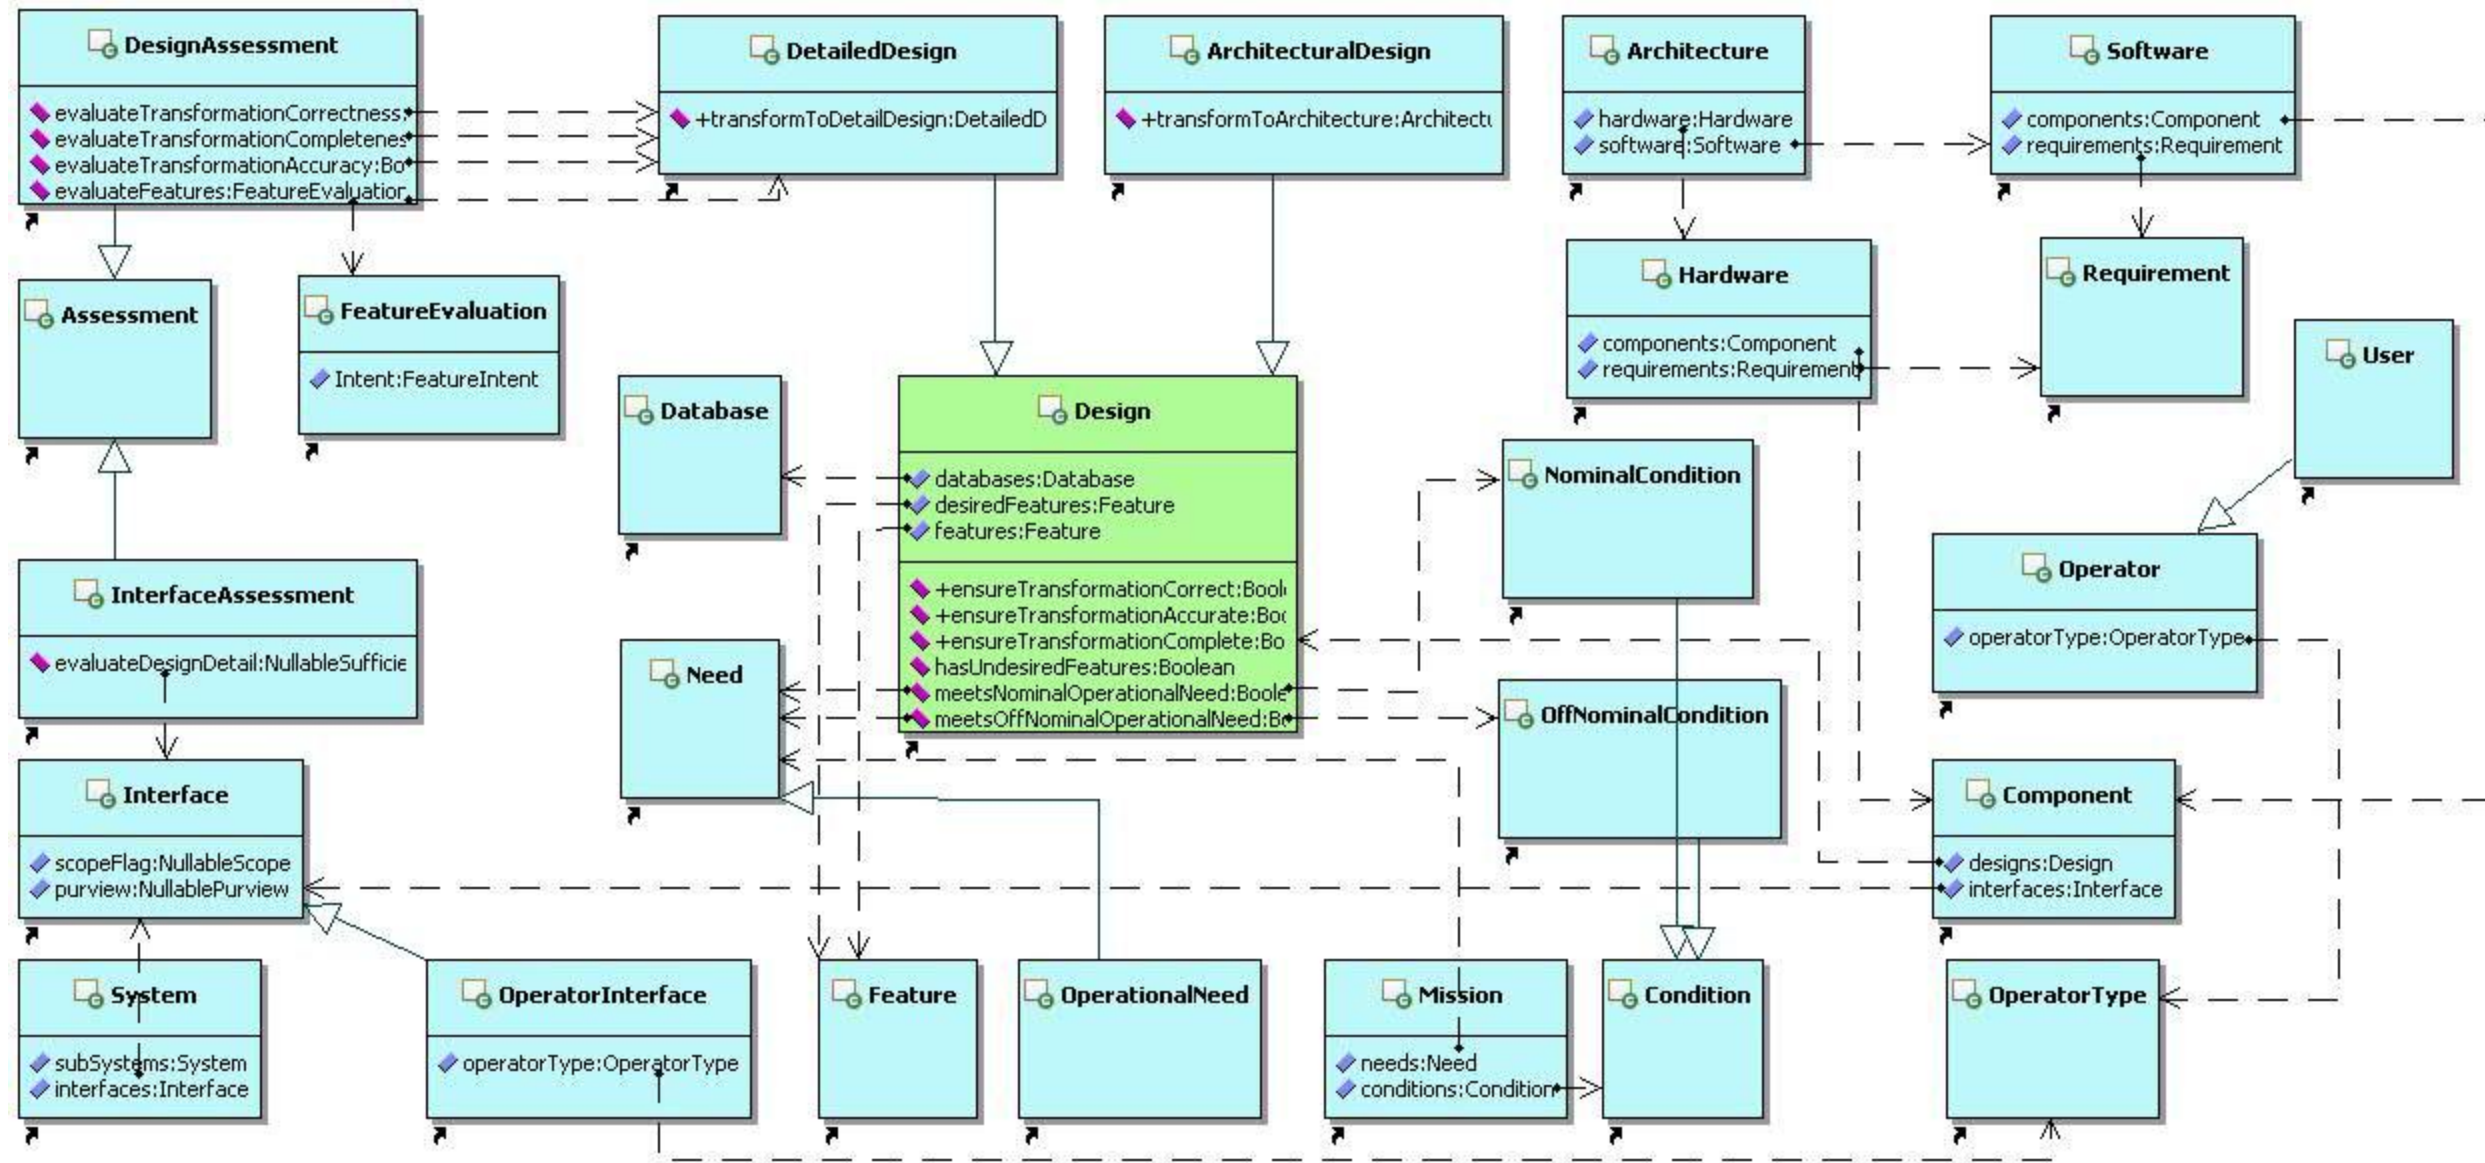 DesignAssessment
evaluateTransformationCorrectness:
evaluateTransformationCompletenes
evaluateTransformationAccuracy:Bo
evaluateFeatures:FeatureEvaluation
DetailedDesign
+transformToDetailDesign:DetailedD
ArchitecturalDesign
+transformToArchitecture:Architectu
Architecture
hardware:Hardware
software:Software
Software
components:Component
requirements:Requirement
Assessment
FeatureEvaluation
Intent:FeatureIntent
Hardware
components:Component
requirements:Requirement
Requirement
User
Database
Design
databases:Database
desiredFeatures:Feature
features:Feature
+ensureTransformationCorrect:Boole
+ensureTransformationAccurate:Boo
+ensureTransformationComplete:Bo
hasUndesiredFeatures:Boolean
meetsNominalOperationalNeed:Boole
meetsOffNominalOperationalNeed:Bo
NominalCondition
Operator
operatorType:OperatorType
InterfaceAssessment
evaluateDesignDetail:NullableSufficie
Need
OffNominalCondition
Interface
scopeFlag:NullableScope
purview:NullablePurview
Component
designs:Design
interfaces:Interface
System
subSystems:System
interfaces:Interface
OperatorInterface
operatorType:OperatorType
Feature
OperationalNeed
Mission
needs:Need
conditions:Condition
Condition
OperatorType